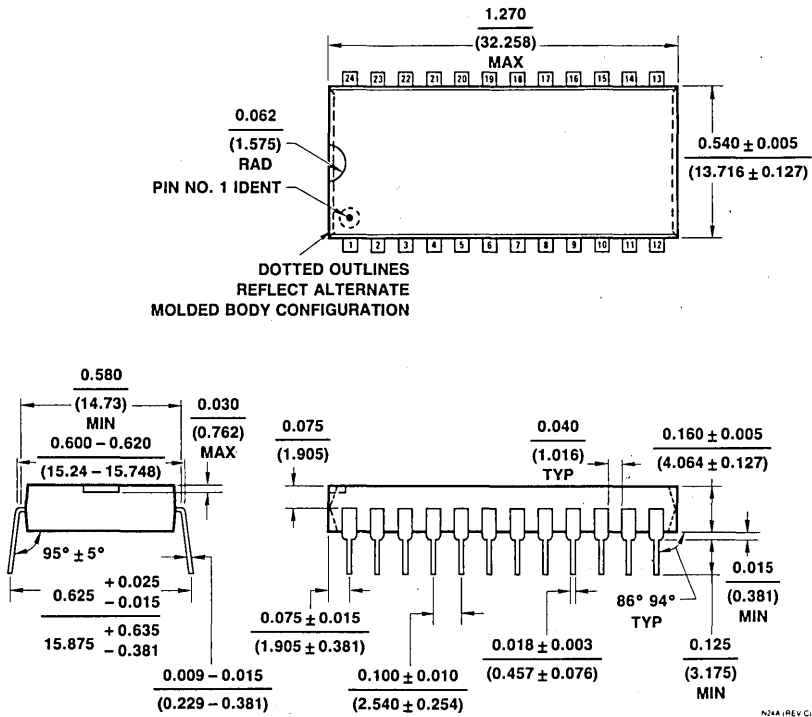 1.270
(32.258)
MAX
24 23 22 21 20 19 18 17 16 15 14 13
0.062
(1.575)
RAD
PIN NO. 1 IDENT
0.540 ± 0.005
(13.716 ± 0.127)
1 2 3 4 5 6 7 8 9 10 11 12
DOTTED OUTLINES
REFLECT ALTERNATE
MOLDED BODY CONFIGURATION
0.580
(14.73)
MIN
0.600 – 0.620
(15.24 – 15.748)
0.030
(0.762)
MAX
95° ± 5°
0.625 + 0.025
– 0.015
15.875 + 0.635
– 0.381
0.009 – 0.015
(0.229 – 0.381)
0.075
(1.905)
0.040
(1.016)
TYP
0.160 ± 0.005
(4.064 ± 0.127)
0.075 ± 0.015
(1.905 ± 0.381)
0.100 ± 0.010
(2.540 ± 0.254)
0.018 ± 0.003
(0.457 ± 0.076)
86° 94°
TYP
0.015
(0.381)
MIN
0.125
(3.175)
MIN
N24A (REV C)